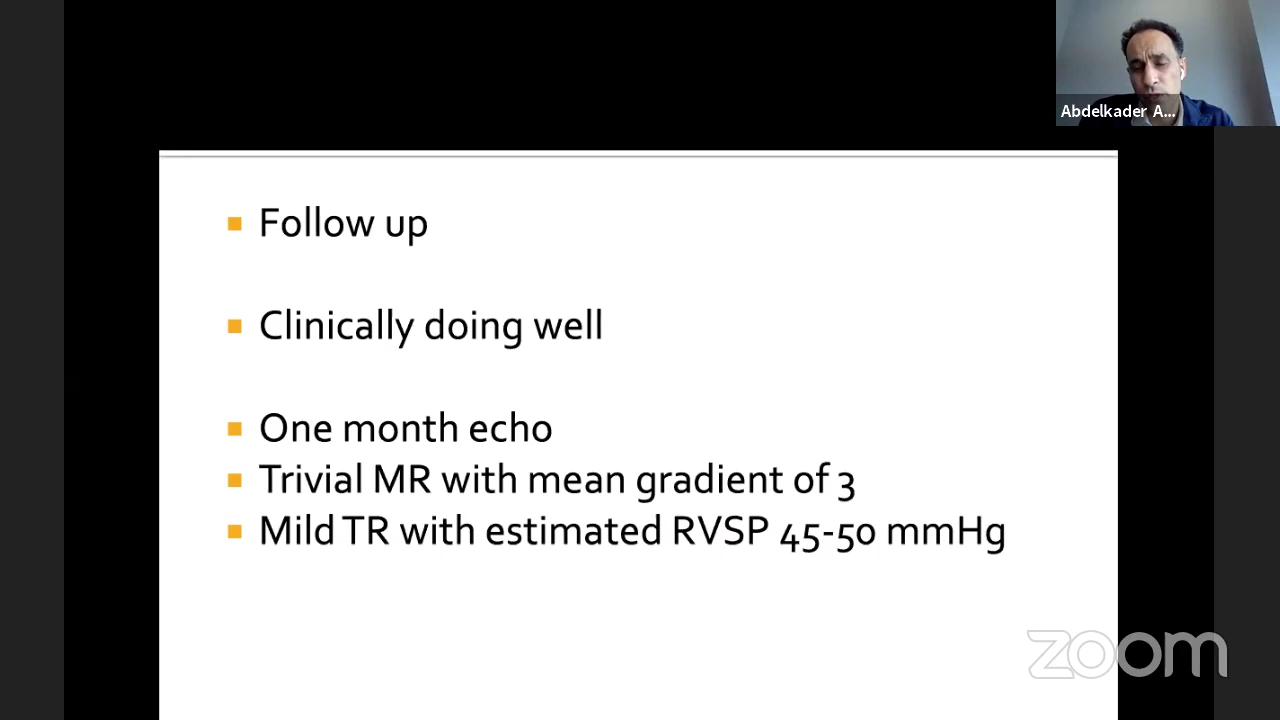 Abdelkader A...
Follow up
Clinically doing well
One month echo
Trivial MR with mean gradient of 3
Mild TR with estimated RVSP 45-50 mmHg
zoom